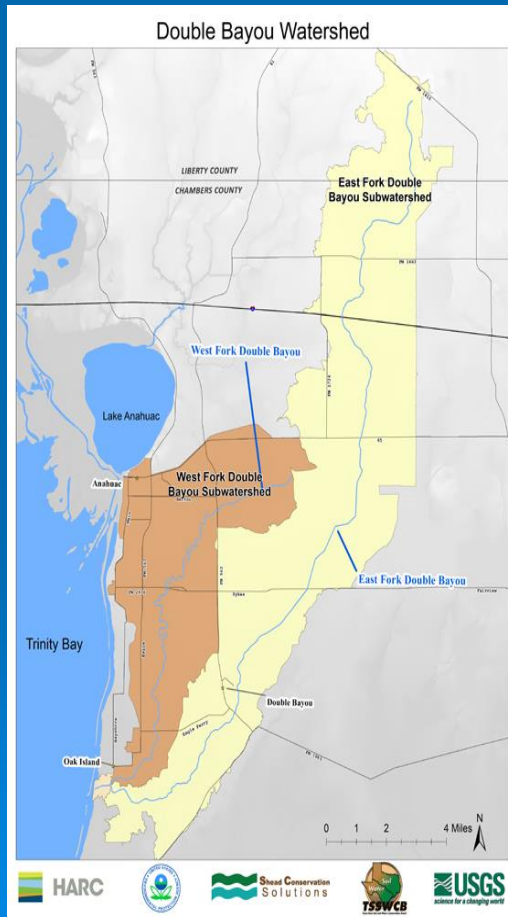 Double Bayou Watershed
LIBERTY COUNTY
CHAMBERS COUNTY
East Fork Double
Bayou Subwatershed
West Fork Double Bayou
Lake Anahuac
Anahuac
West Fork Double
Bayou Subwatershed
East Fork Double Bayou
Trinity Bay
Double Bayou
Eagle Ferry
Oak Island
N
0 1 2 4 Miles
HARC
Shead Conservation
Solutions
TSSWCB
USGS
science for a changing world